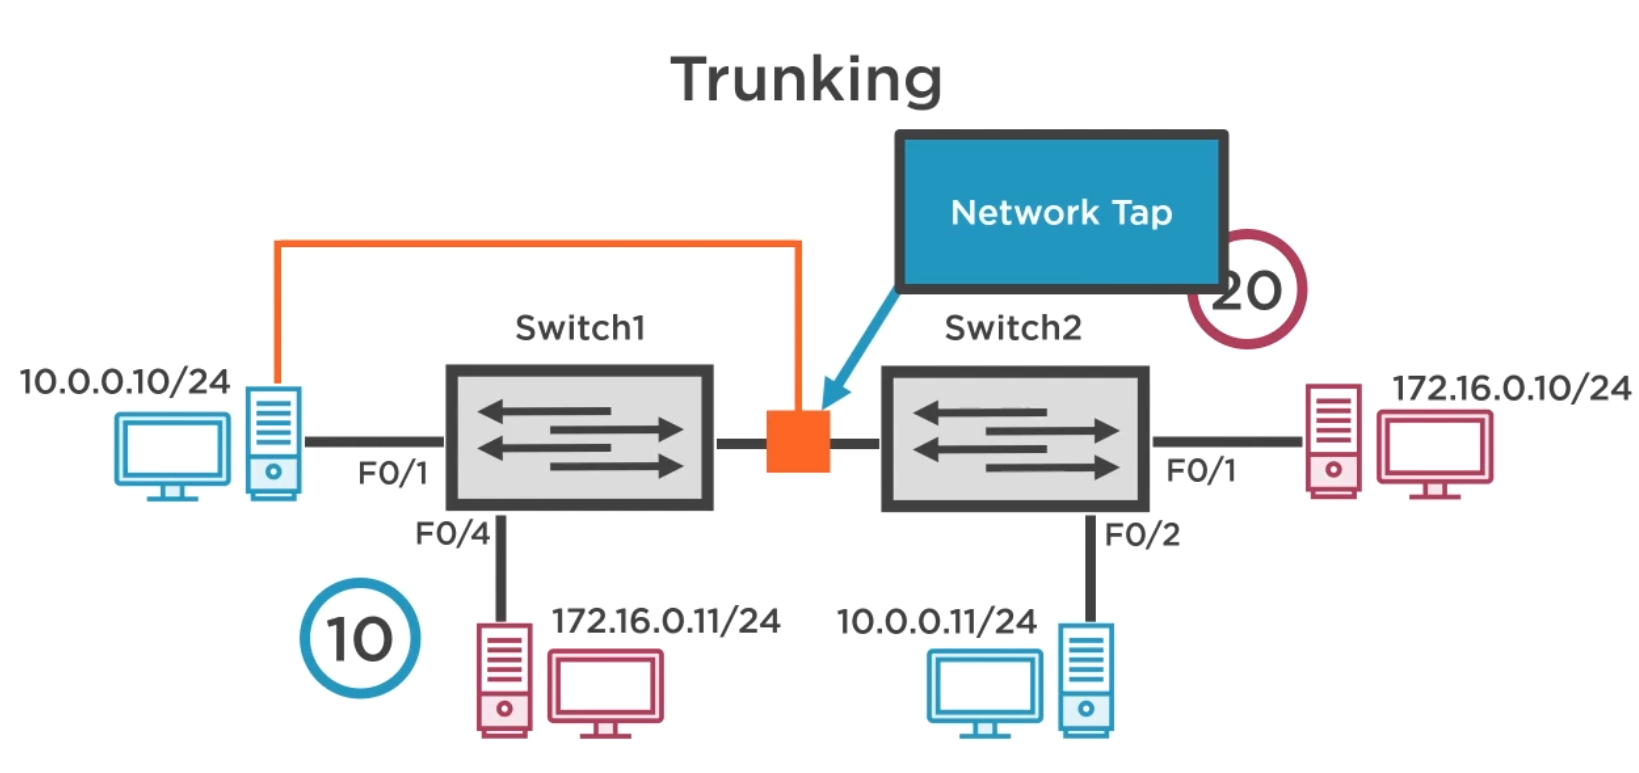 Trunking
Network Tap
20
Switch1
Switch2
10.0.0.10/24
172.16.0.10/24
F0/1
F0/1
F0/4
F0/2
10
172.16.0.11/24
10.0.0.11/24